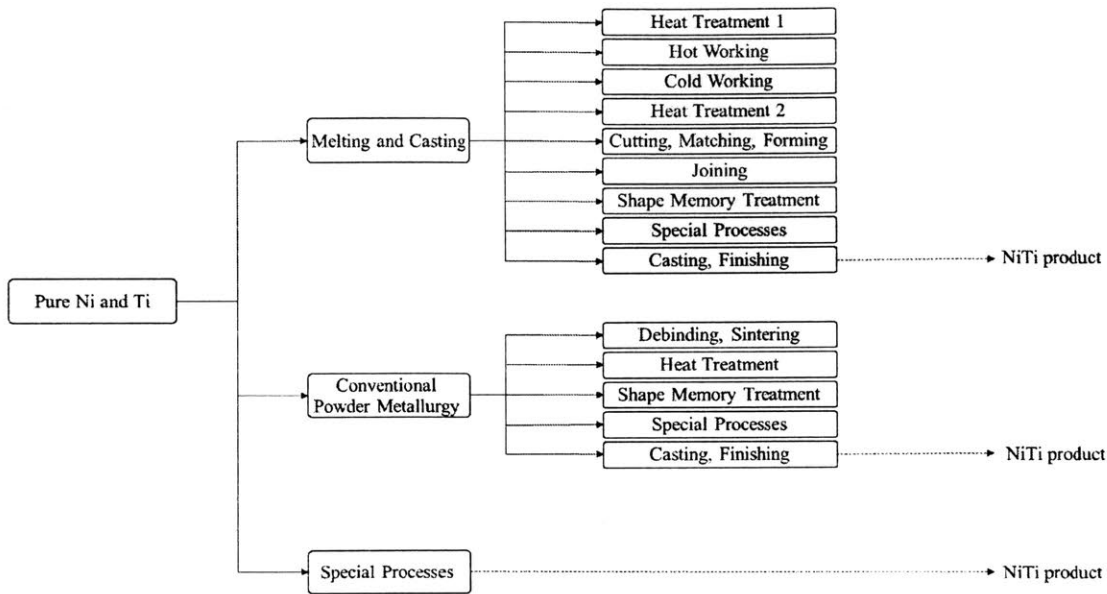 Heat Treatment 1
Hot Working
Cold Working
Heat Treatment 2
Melting and Casting
Cutting, Matching, Forming
Joining
Shape Memory Treatment
Special Processes
Casting, Finishing
NiTi product
Pure Ni and Ti
Debinding, Sintering
Heat Treatment
Conventional
Powder Metallurgy
Shape Memory Treatment
Special Processes
Casting, Finishing
NiTi product
Special Processes
NiTi product